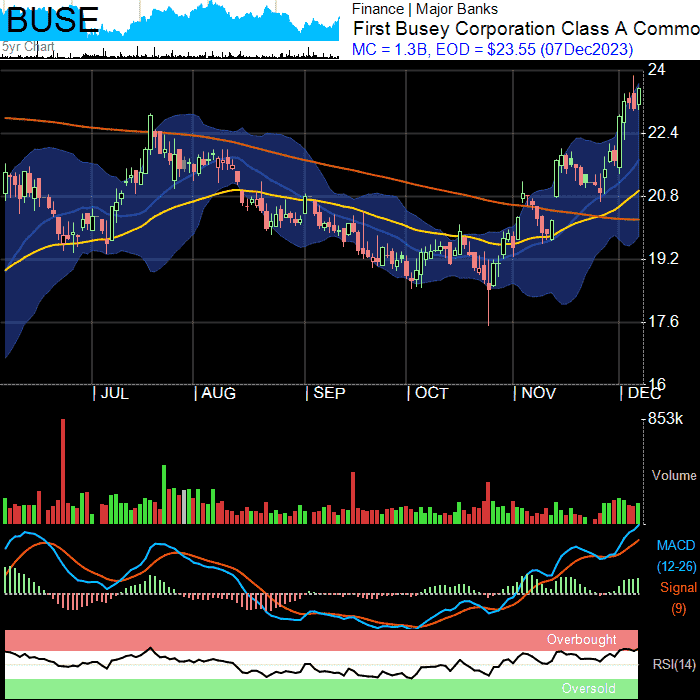 BUSE
5yr Chart
Finance | Major Banks
First Busey Corporation Class A Commo
MC = 1.3B, EOD = $23.55 (07Dec2023)
24
22.4
20.8
19.2
17.6
16
| JUL
| AUG
| SEP
| OCT
| NOV
| DEC
853k
Volume
MACD
(12-26)
Signal
(9)
Overbought
RSI(14)
Oversold